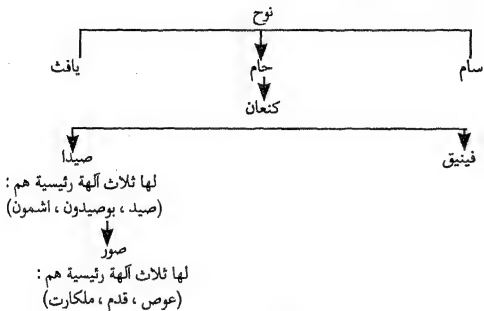 نوح
سام حام يافث
كنعان
فينيق صيدا
لها ثلاث آلهة رئيسية هم :
(صيد ، بوصيدون ، اشمون)
صور
لها ثلاث آلهة رئيسية هم :
(عوص ، قدم ، ملكارت)